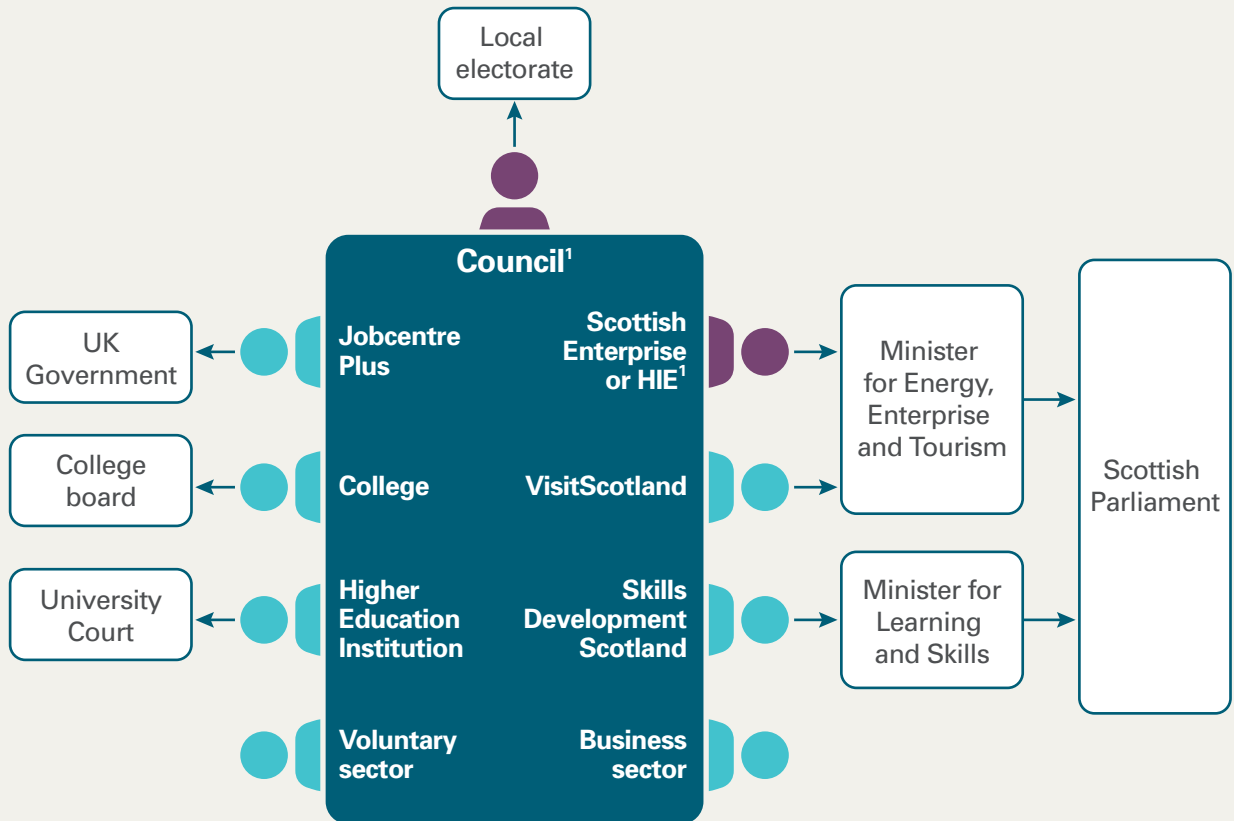 Local
electorate
Council¹
UK
Government
Jobcentre
Plus
Scottish
Enterprise
or HIE¹
Minister
for Energy,
Enterprise
and Tourism
Scottish
Parliament
College
board
College
VisitScotland
University
Court
Higher
Education
Institution
Skills
Development
Scotland
Minister for
Learning
and Skills
Voluntary
sector
Business
sector